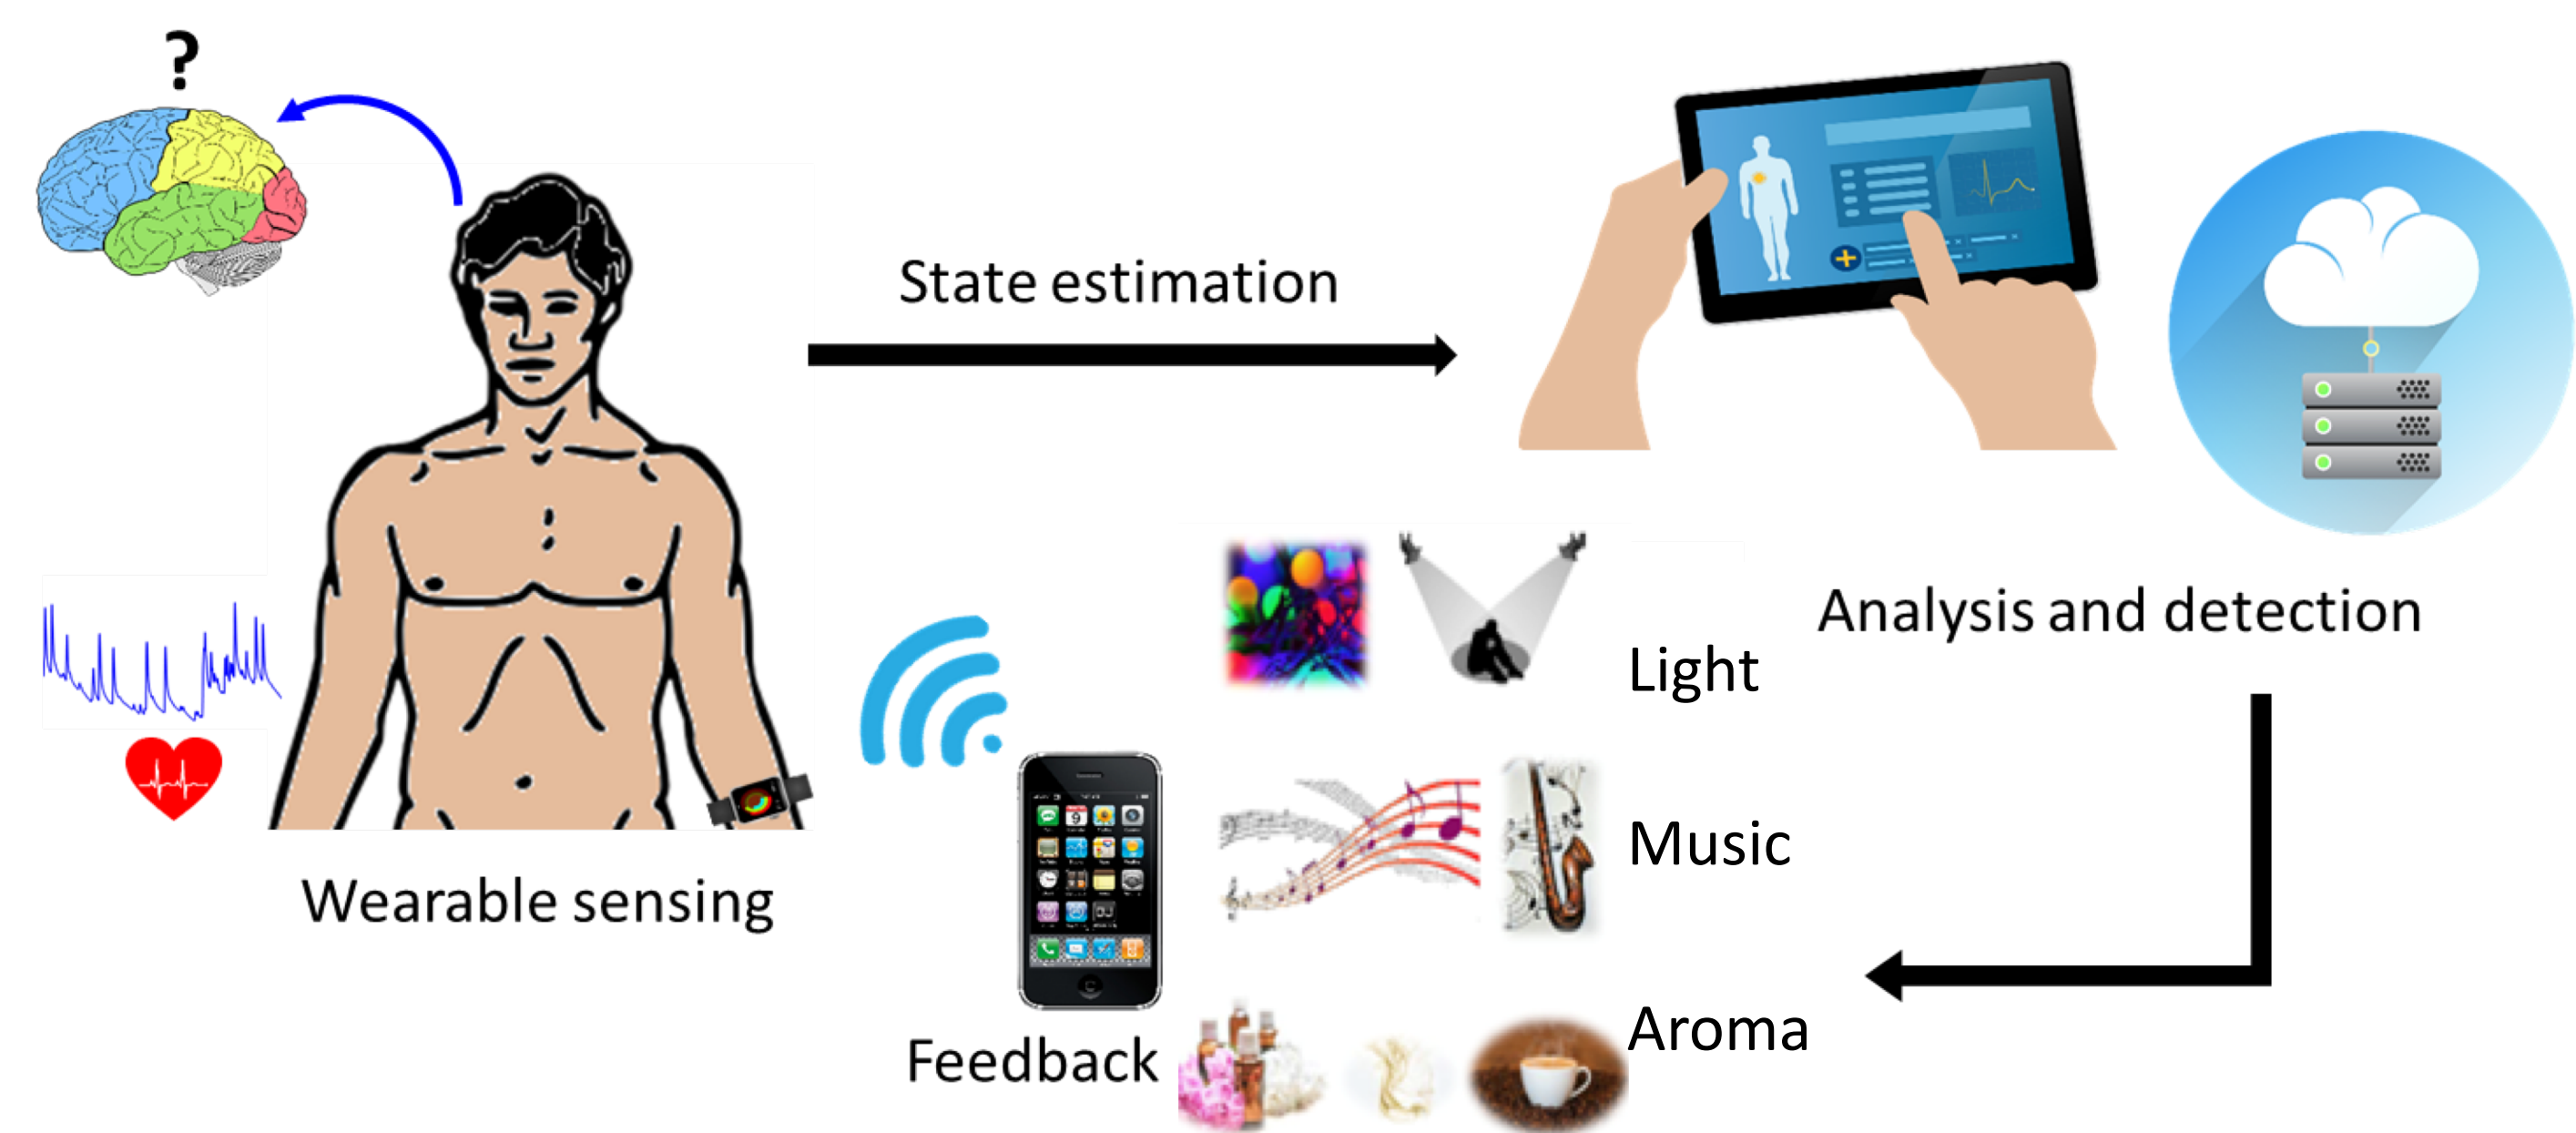 ?
State estimation
Analysis and detection
Light
Music
Wearable sensing
Aroma
Feedback